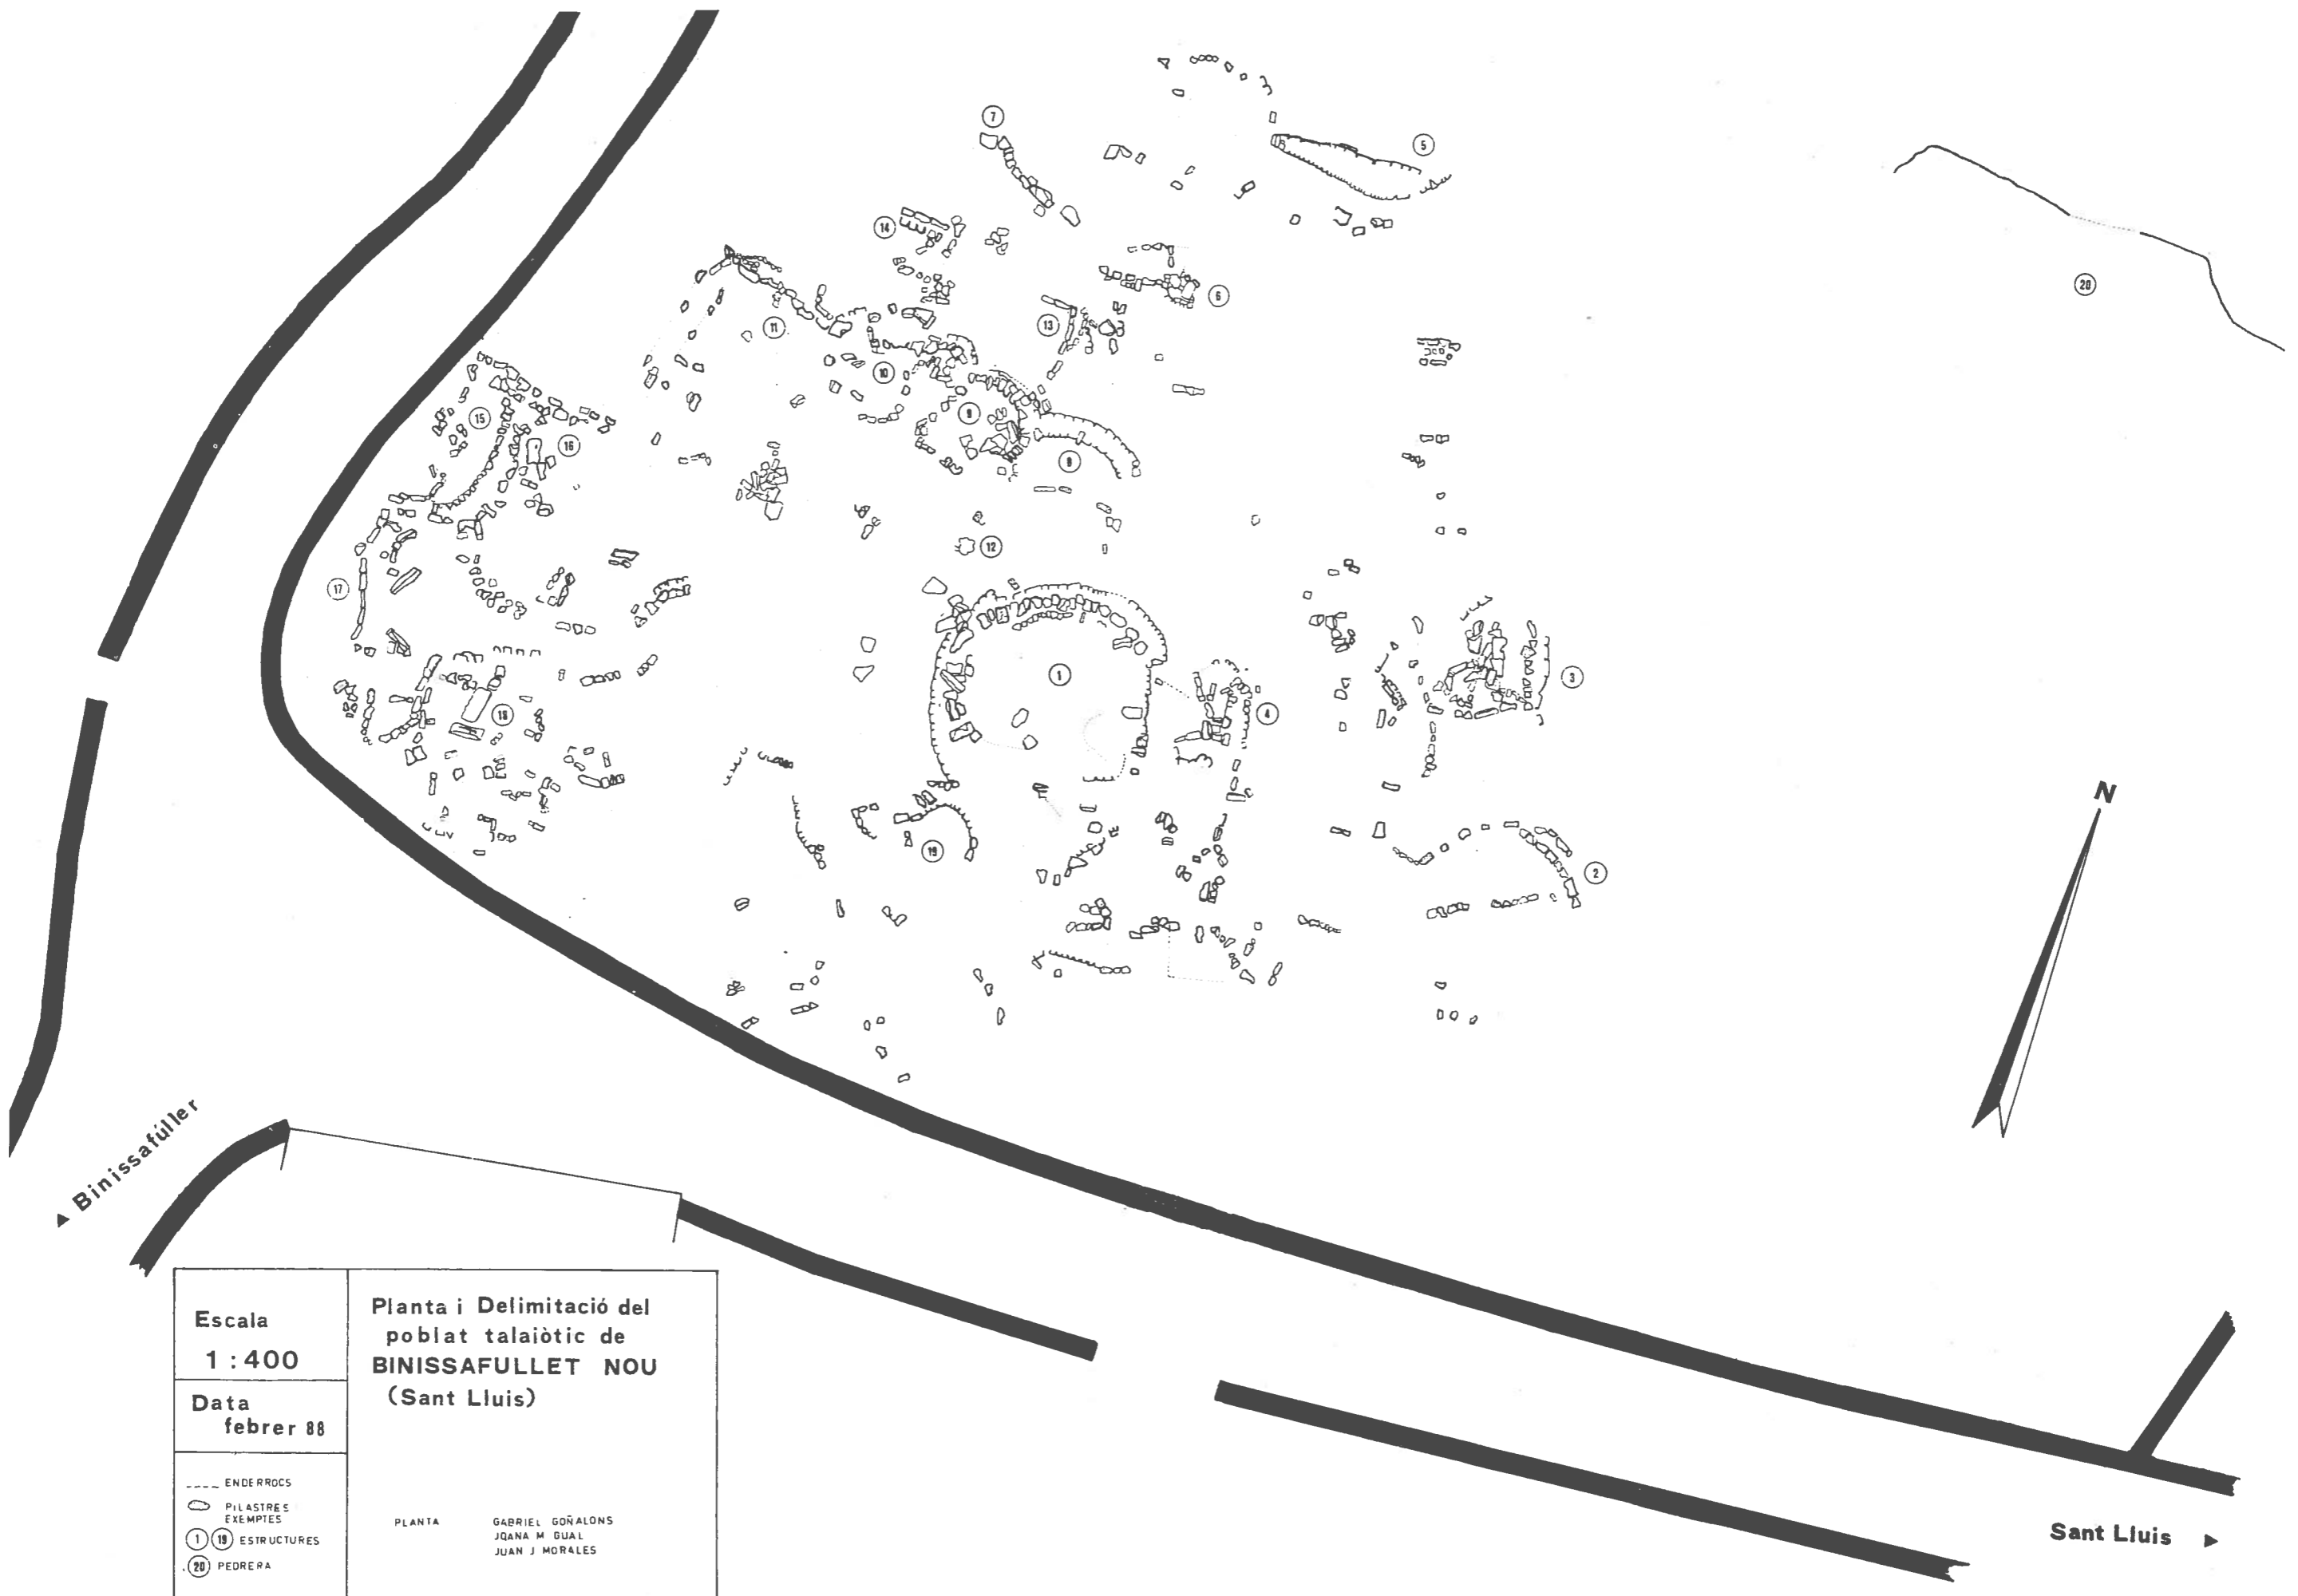 7
5
14
6
20
11
13
10
9
15
16
9
12
17
1
3
18
4
19
2
N
Binissafúller
Escala
1 : 400
Data
febrer 88
ENDERROCS
PILASTRES
EXEMPTES
1 19 ESTRUCTURES
20 PEDRERA
Planta i Delimitació del
poblat talaiòtic de
BINISSAFULLET NOU
(Sant Lluis)
PLANTA GABRIEL GOÑALONS
JOANA M GUAL
JUAN J MORALES
Sant Lluis